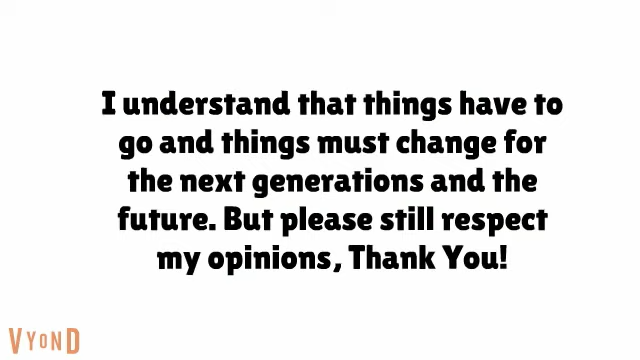 I understand that things have to
go and things must change for
the next generations and the
future. But please still respect
my opinions, Thank You!
VYOND